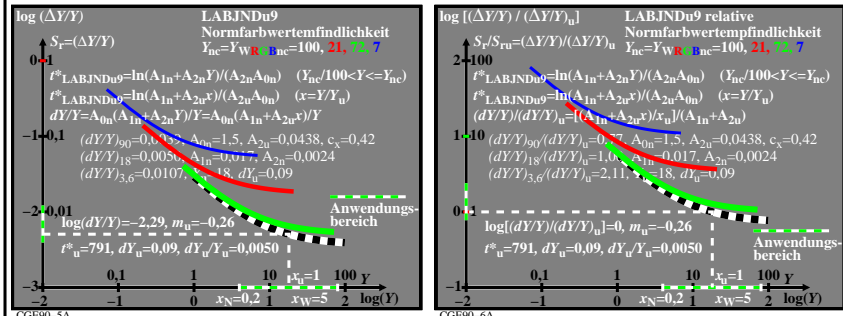 log (ΔY/Y)
LABJNDu9
Normfarbwertempfindlichkeit
Sr=(ΔY/Y)
Ync=YWRGBnc=100, 21, 72, 7
t*LABJNDu9=ln(A1n+A2nY)/(A2nA0n) (Ync/100<Y<=Ync)
t*LABJNDu9=ln(A1n+A2ux)/(A2uA0n) (x=Y/Yu)
dY/Y=A0n(A1n+A2nY)/Y=A0n(A1n+A2ux)/Y
(dY/Y)90=0,0039, A0n=1,5, A2u=0,0438, cx=0,42
(dY/Y)18=0,0050, A1n=0,017, A2n=0,0024
(dY/Y)3,6=0,0107, Yu=18, dYu=0,09
Anwendungs-
bereich
log(dY/Y)=−2,29, mu=−0,26
t*u=791, dYu=0,09, dYu/Yu=0,0050
0 1
−1 0,1
−2 0,01
−3
0,1 1 10 100 Y
xu=1
xN=0,2 xW=5
−2 −1 0 1 2 log(Y)
CGE90-5A
log [(ΔY/Y) / (ΔY/Y)u]
LABJNDu9 relative
Normfarbwertempfindlichkeit
Sr/Sru=(ΔY/Y)/(ΔY/Y)u
Ync=YWRGBnc=100, 21, 72, 7
t*LABJNDu9=ln(A1n+A2nY)/(A2nA0n) (Ync/100<Y<=Ync)
t*LABJNDu9=ln(A1n+A2ux)/(A2uA0n) (x=Y/Yu)
(dY/Y)/(dY/Y)u=[(A1n+A2ux)/xu]/(A1n+A2u)
(dY/Y)90/(dY/Y)u= A0n=1,5, A2u=0,0438, cx=0,42
(dY/Y)18/(dY/Y)u=1,0 A1n=0,017, A2n=0,0024
(dY/Y)3,6/(dY/Y)u=2,11, Yu=18, dYu=0,09
log[(dY/Y)/(dY/Y)u]=0, mu=−0,26
t*u=791, dYu=0,09, dYu/Yu=0,0050
Anwendungs-
bereich
2 100
1 10
0 1
−1
0,1 1 10 100 Y
xu=1
xN=0,2 xW=5
−2 −1 0 1 2 log(Y)
CGE90-6A